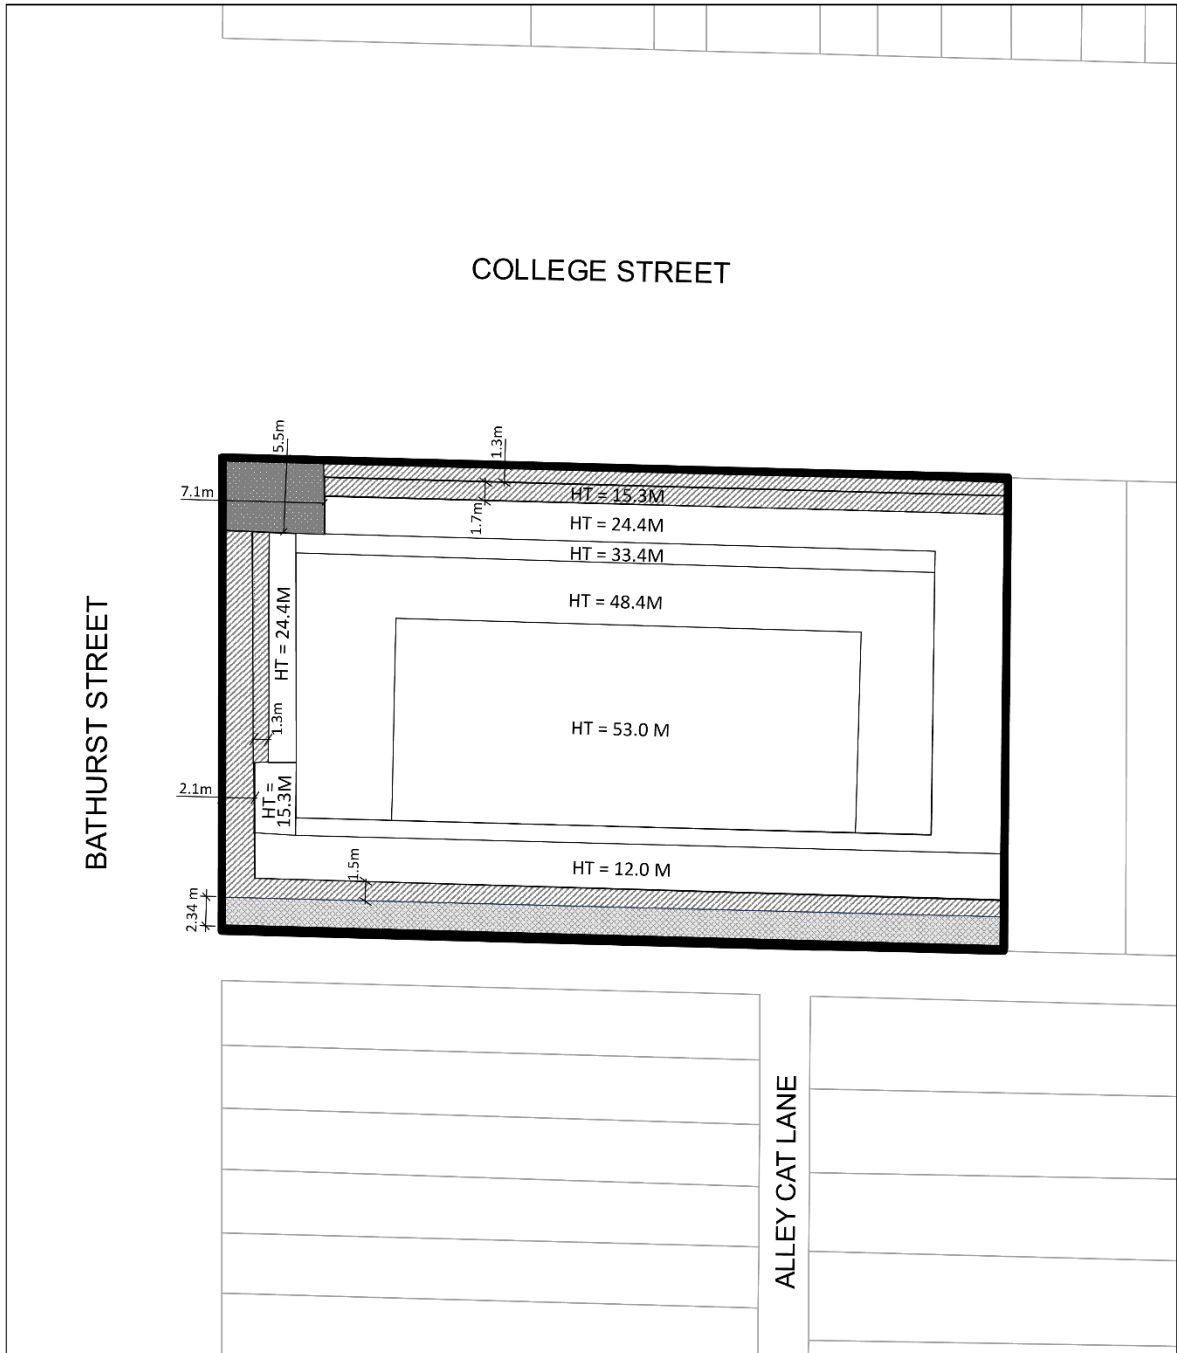 COLLEGE STREET
5.5m
1.3m
7.1m
HT = 15.3M
1.7m
HT = 24.4M
HT = 33.4M
HT = 48.4M
HT = 24.4M
BATHURST STREET
1.3m
HT = 53.0 M
2.1m
HT =
15.3M
1.5m
HT = 12.0 M
2.34 m
ALLEY CAT LANE